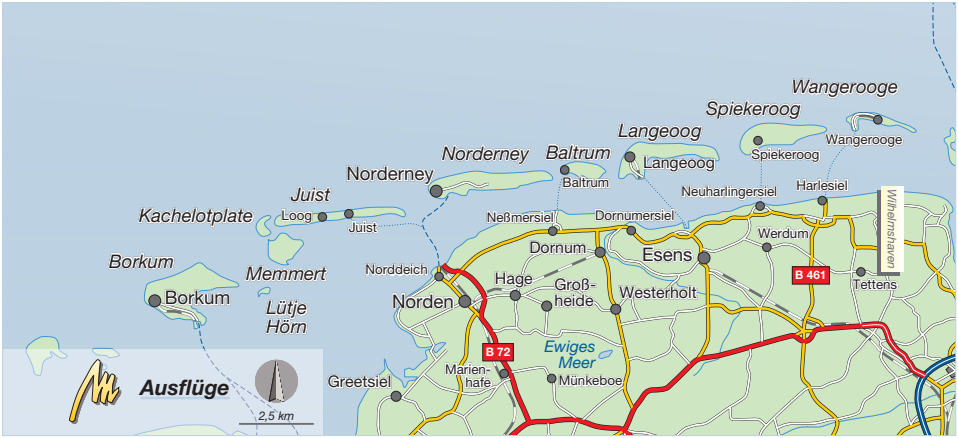 Wangerooge
Spiekeroog
Langeoog
Wangerooge
Norderney
Baltrum
Spiekeroog
Langeoog
Norderney
Baltrum
Neuharlingersiel
Harlesiel
Juist
Kachelotplate
Loog
Juist
Neßmersiel
Dornumersiel
Wilhelmshaven
Werdum
Dornum
Esens
Borkum
Memmert
Norddeich
B 461
Tettens
Hage
Groß-
heide
Westerholt
Borkum
Lütje
Hörn
Norden
Ewiges
Meer
B 72
Marien-
hafe
Münkeboe
Greetsiel
Ausflüge
2,5 km